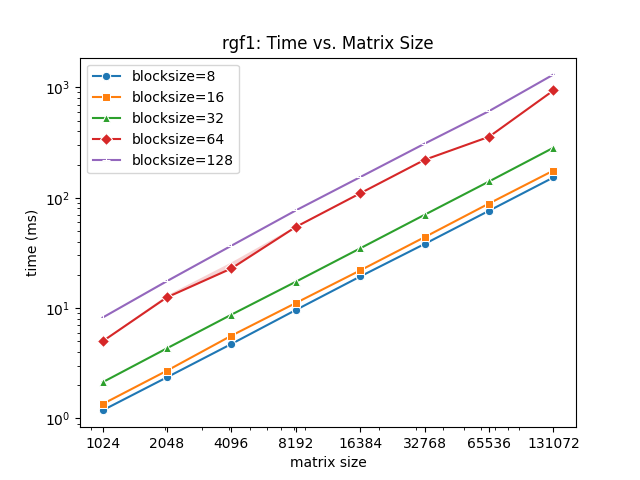 rgf1: Time vs. Matrix Size
blocksize=8
blocksize=16
blocksize=32
blocksize=64
blocksize=128
time (ms)
10³
10²
10¹
10⁰
1024 2048 4096 8192 16384 32768 65536 131072
matrix size